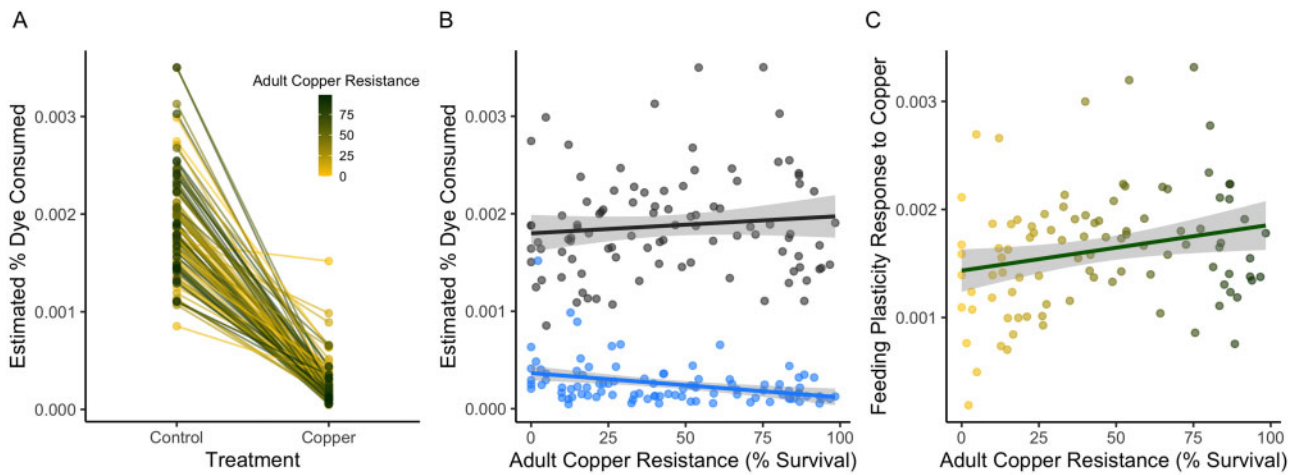 A
Estimated % Dye Consumed
0.003
0.002
0.001
0.000
Adult Copper Resistance
75
50
25
0
Control
Copper
Treatment
B
Estimated % Dye Consumed
0.003
0.002
0.001
0.000
0
25
50
75
100
Adult Copper Resistance (% Survival)
C
Feeding Plasticity Response to Copper
0.003
0.002
0.001
0
25
50
75
100
Adult Copper Resistance (% Survival)